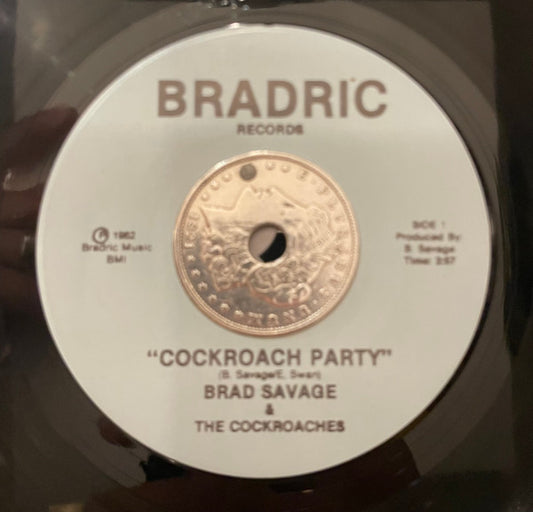 BRADRIC
RECORDS
Ⓟ 1982
Bradric Music
BMI
SIDE 1
Produced By:
B. Savage
Time: 2:57
"COCKROACH PARTY"
(B. Savage/E. Swan)
BRAD SAVAGE
&
THE COCKROACHES